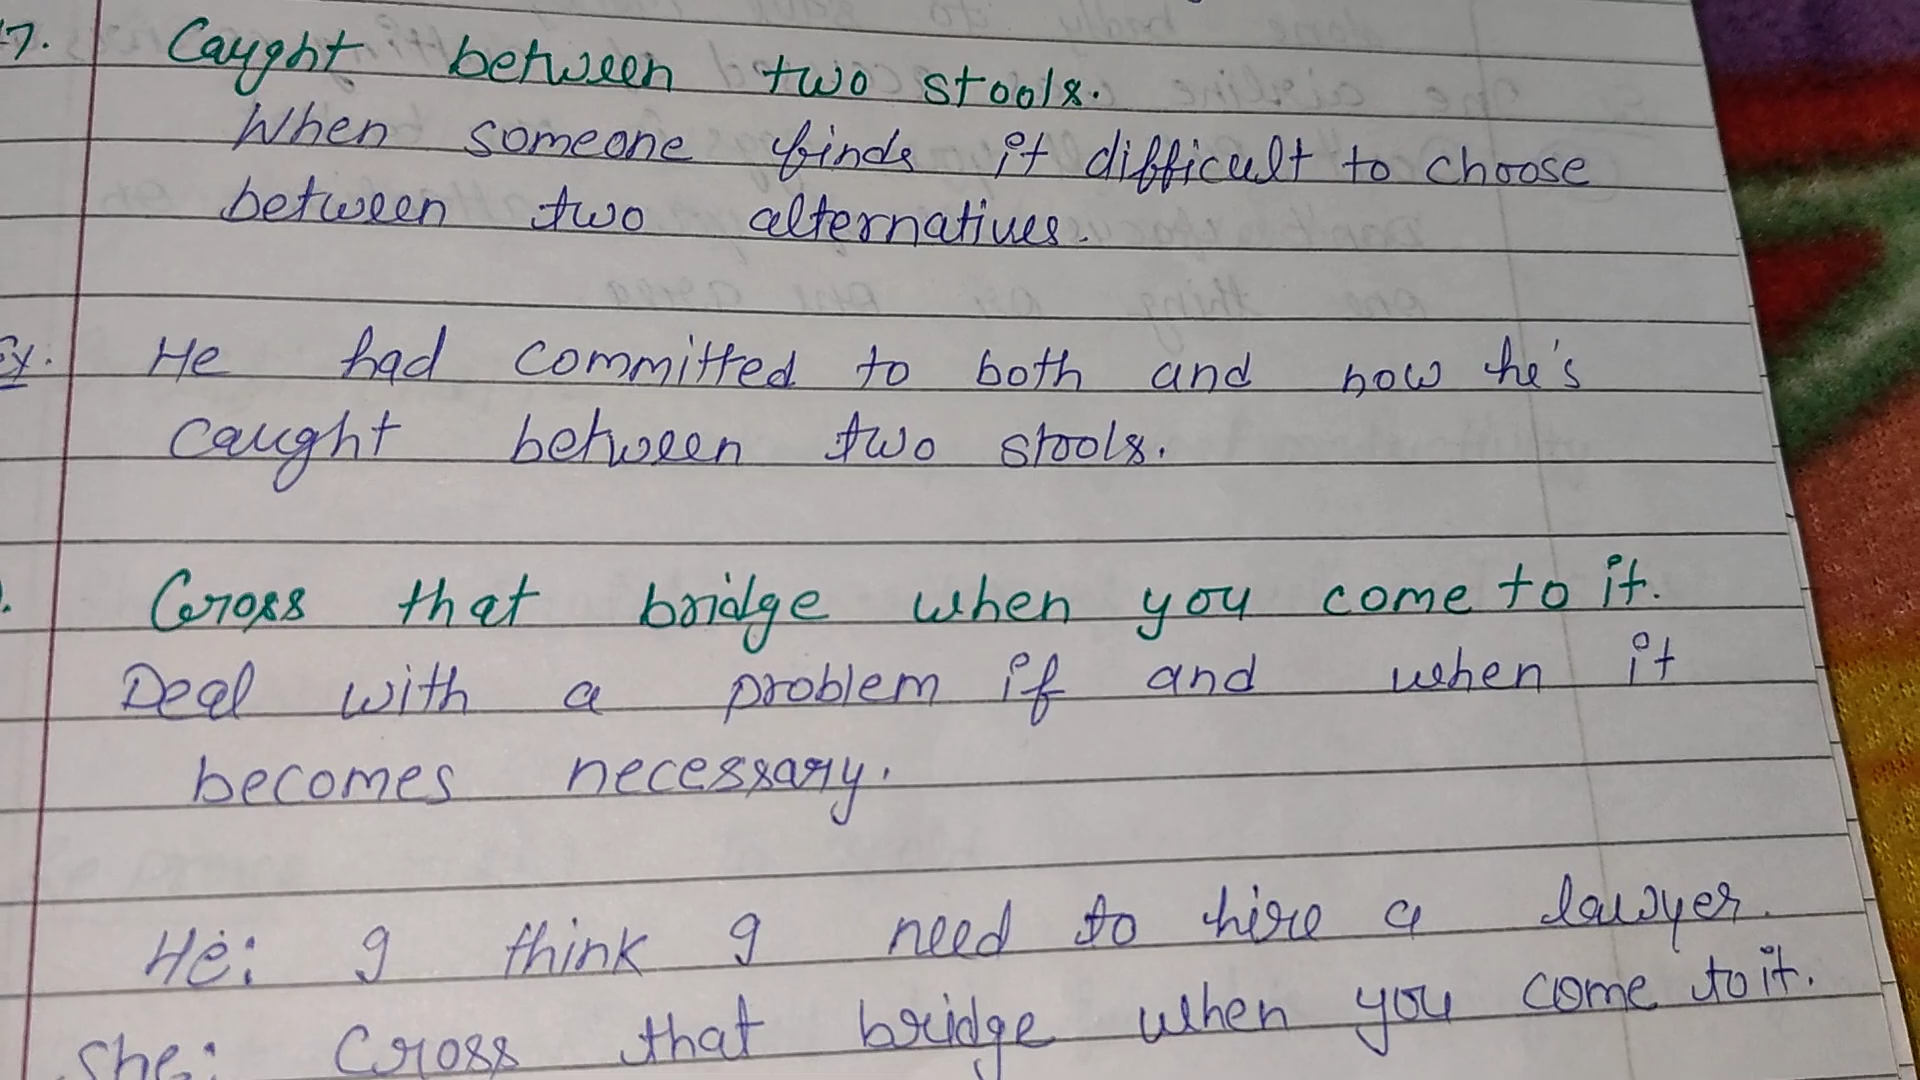 7. Caught between two stools.
When someone finds it difficult to choose
between two alternatives.
Ex. He had committed to both and now he's
caught between two stools.
Cross that bridge when you come to it.
Deal with a problem if and when it
becomes necessary.
He: I think I need to hire a lawyer.
She: Cross that bridge when you come to it.